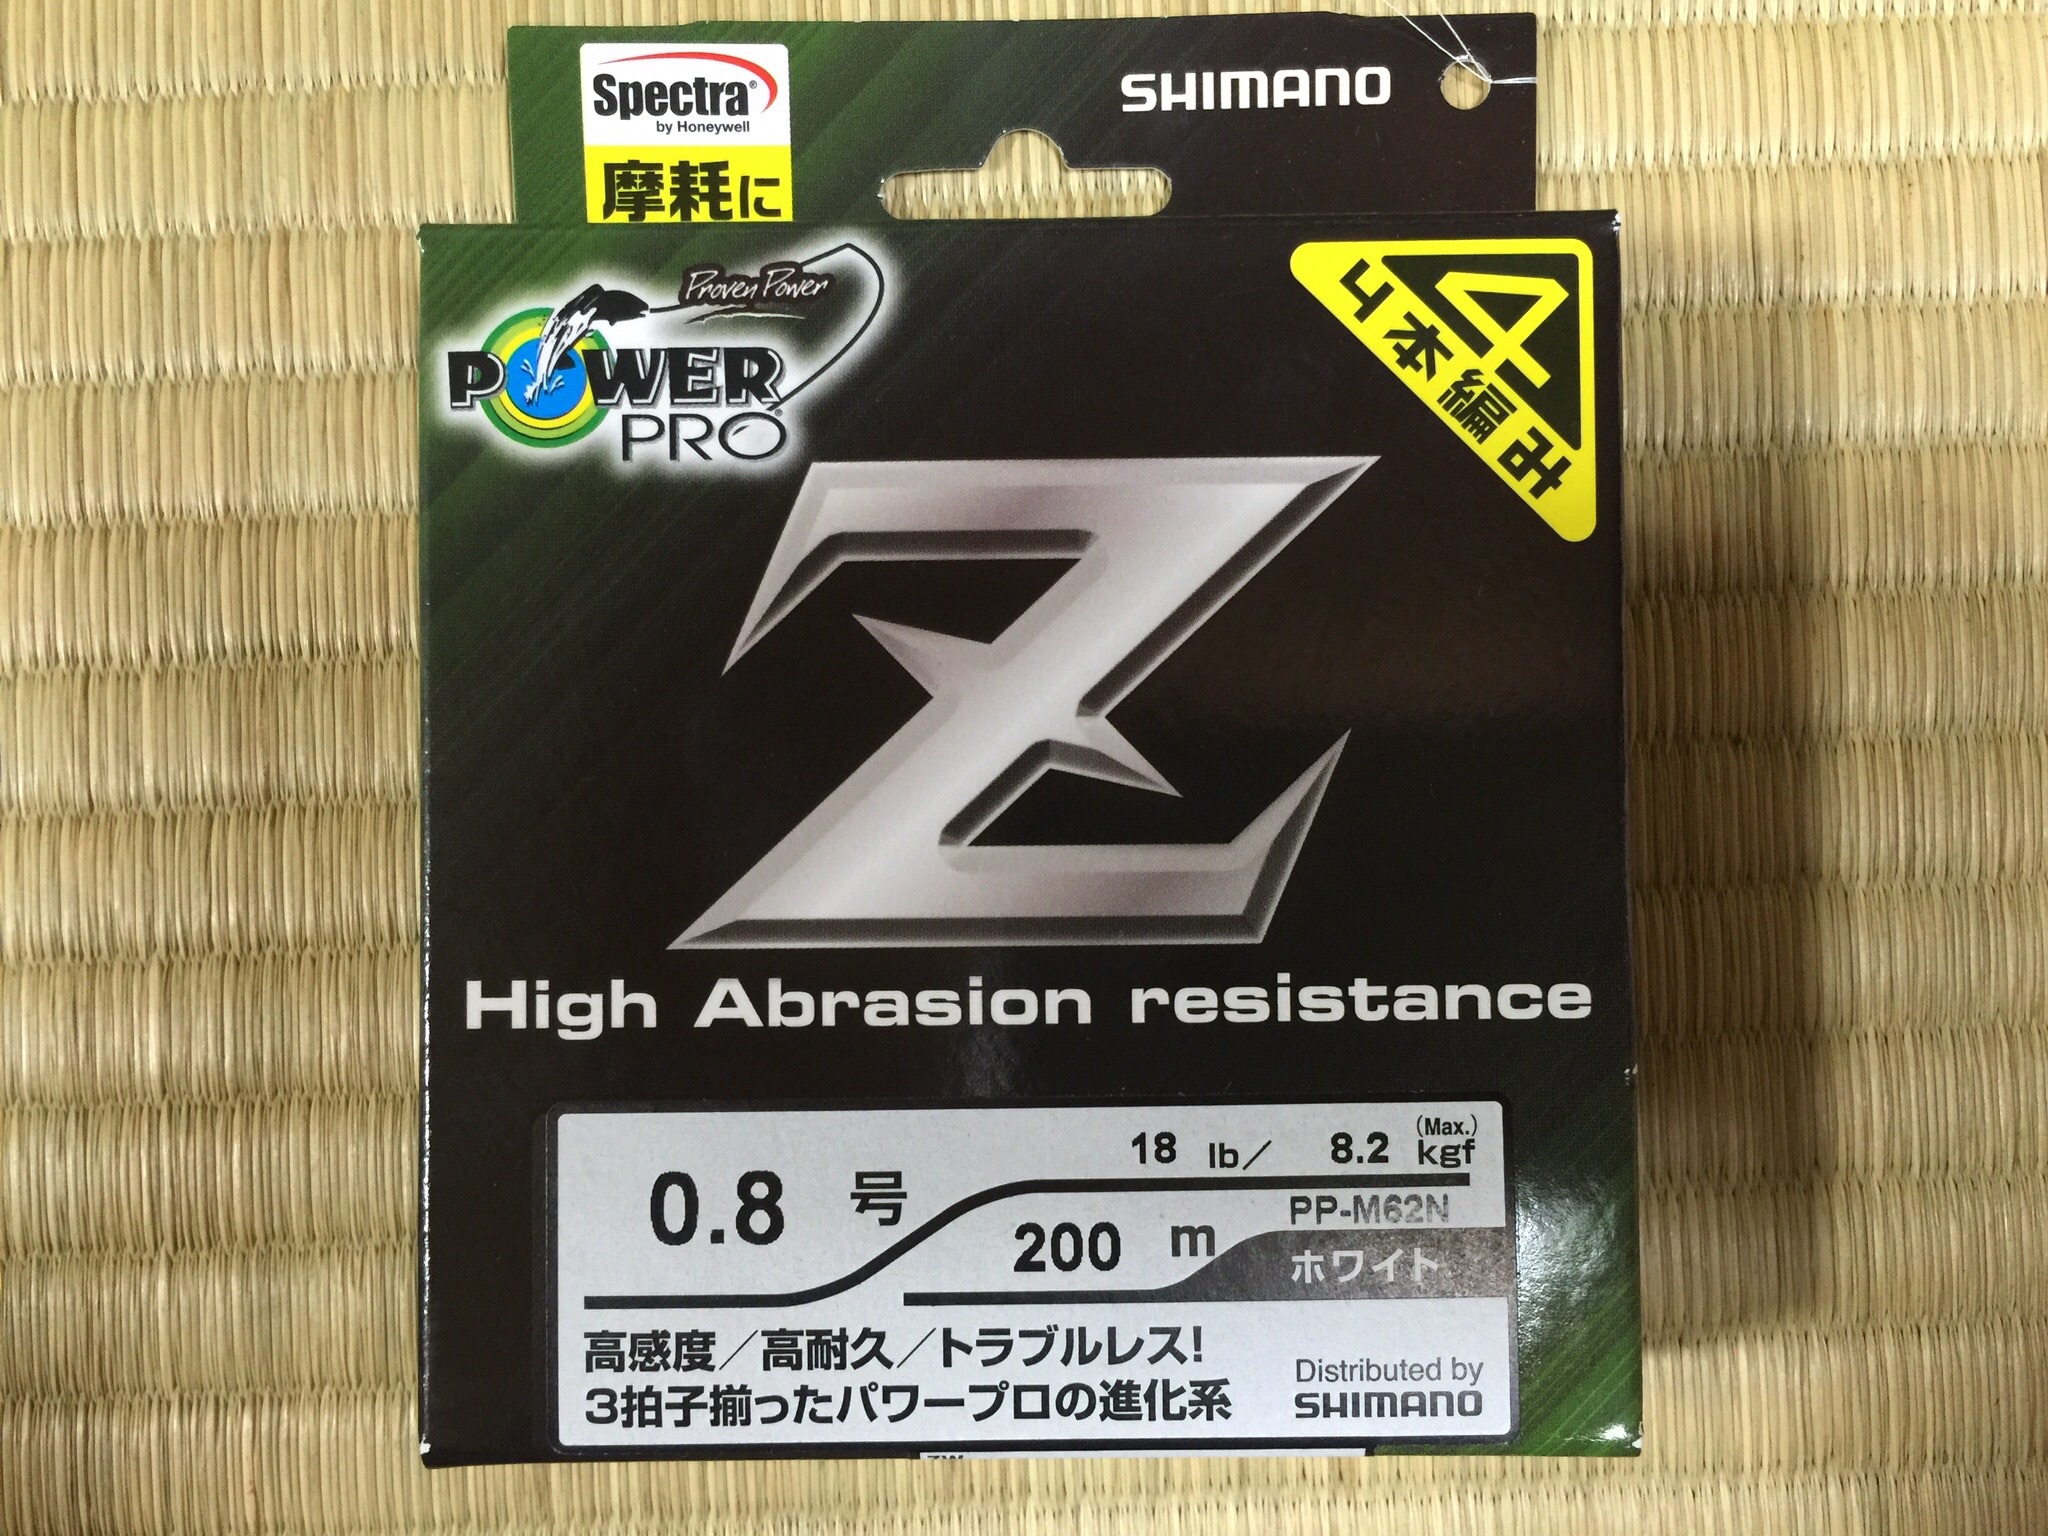 Spectra®
by Honeywell
SHIMANO
摩耗に
Proven Power
POWER
PRO®
4
4本編み
Z
High Abrasion resistance
0.8 号
18 lb／ 8.2 kgf (Max.)
200 m
PP-M62N
ホワイト
高感度／高耐久／トラブルレス!
3拍子揃ったパワープロの進化系
Distributed by
SHIMANO